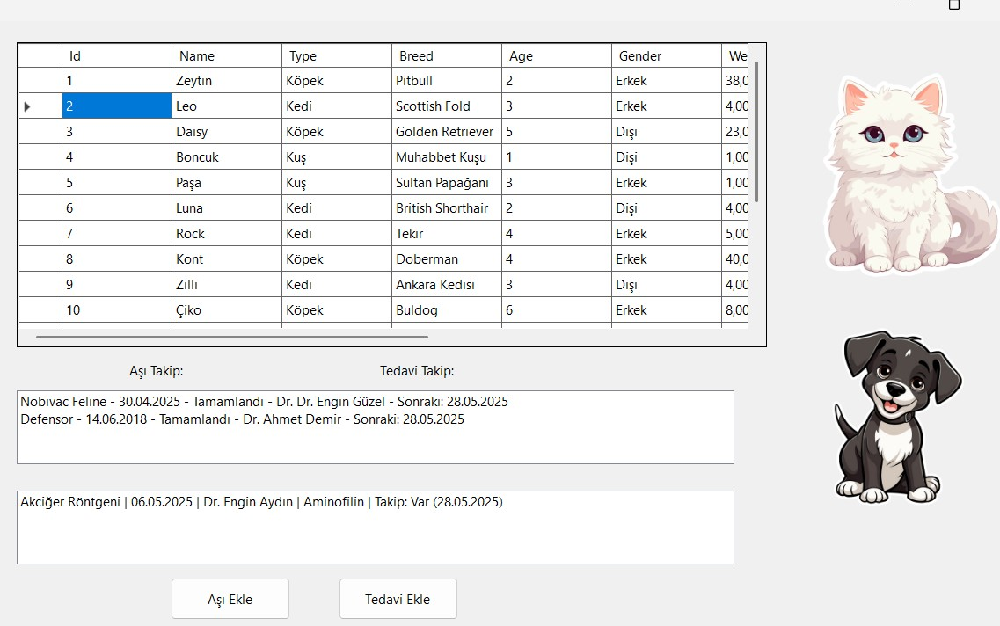 Id Name Type Breed Age Gender We
1 Zeytin Köpek Pitbull 2 Erkek 38,0
2 Leo Kedi Scottish Fold 3 Erkek 4,00
3 Daisy Köpek Golden Retriever 5 Dişi 23,0
4 Boncuk Kuş Muhabbet Kuşu 1 Dişi 1,00
5 Paşa Kuş Sultan Papağanı 3 Erkek 1,00
6 Luna Kedi British Shorthair 2 Dişi 4,00
7 Rock Kedi Tekir 4 Erkek 5,00
8 Kont Köpek Doberman 4 Erkek 40,0
9 Zilli Kedi Ankara Kedisi 3 Dişi 4,00
10 Çiko Köpek Buldog 6 Erkek 8,00
Aşı Takip: Tedavi Takip:
Nobivac Feline - 30.04.2025 - Tamamlandı - Dr. Dr. Engin Güzel - Sonraki: 28.05.2025
Defensor - 14.06.2018 - Tamamlandı - Dr. Ahmet Demir - Sonraki: 28.05.2025
Akciğer Röntgeni | 06.05.2025 | Dr. Engin Aydın | Aminofilin | Takip: Var (28.05.2025)
Aşı Ekle Tedavi Ekle